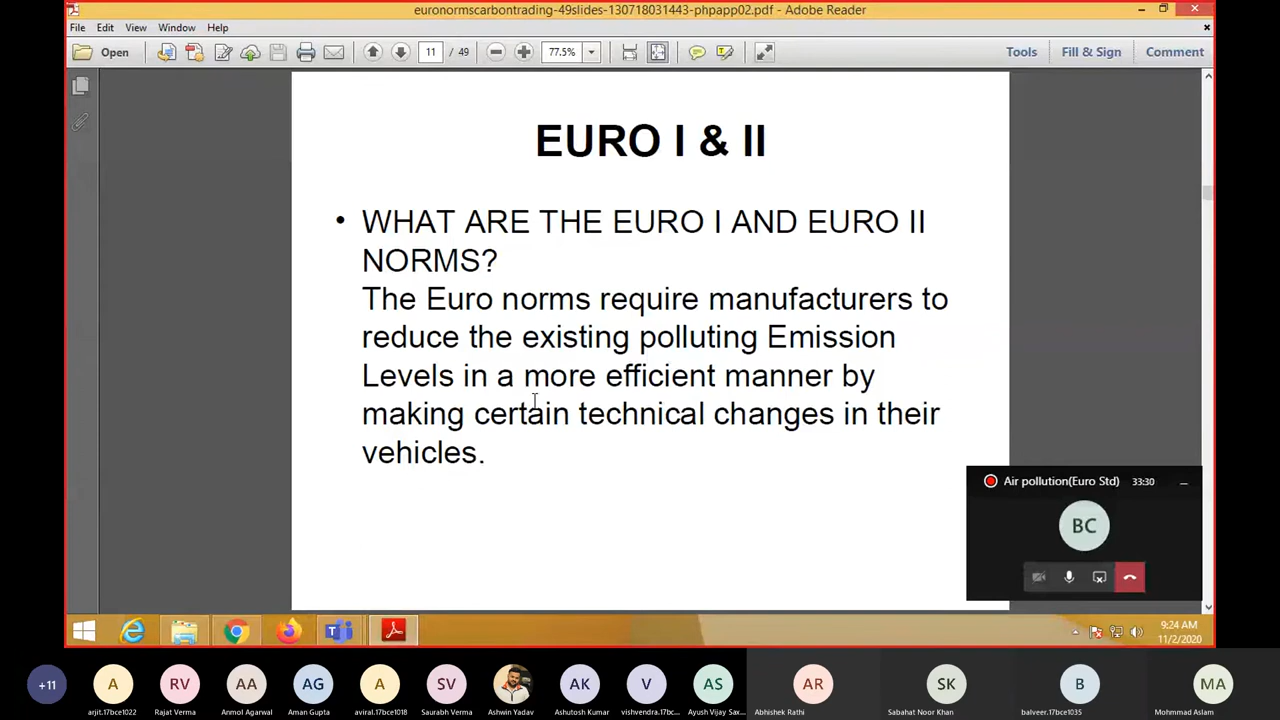 euronormscarbontrading-49slides-130718031443-phpapp02.pdf - Adobe Reader
File Edit View Window Help
Open 11 / 49 77.5% Tools Fill & Sign Comment
EURO I & II
• WHAT ARE THE EURO I AND EURO II
NORMS?
The Euro norms require manufacturers to
reduce the existing polluting Emission
Levels in a more efficient manner by
making certain technical changes in their
vehicles.
Air pollution(Euro Std) 33:30
BC
9:24 AM
11/2/2020
+11 A RV AA AG A SV AK V AS AR SK B MA
arjit.17bce1022 Rajat Verma Anmol Agarwal Aman Gupta aviral.17bce1018 Saurabh Verma Ashwin Yadav Ashutosh Kumar vishvendra.17bc... Ayush Vijay Sax... Abhishek Rathi Sabahat Noor Khan balveer.17bce1035 Mohmmad Aslam